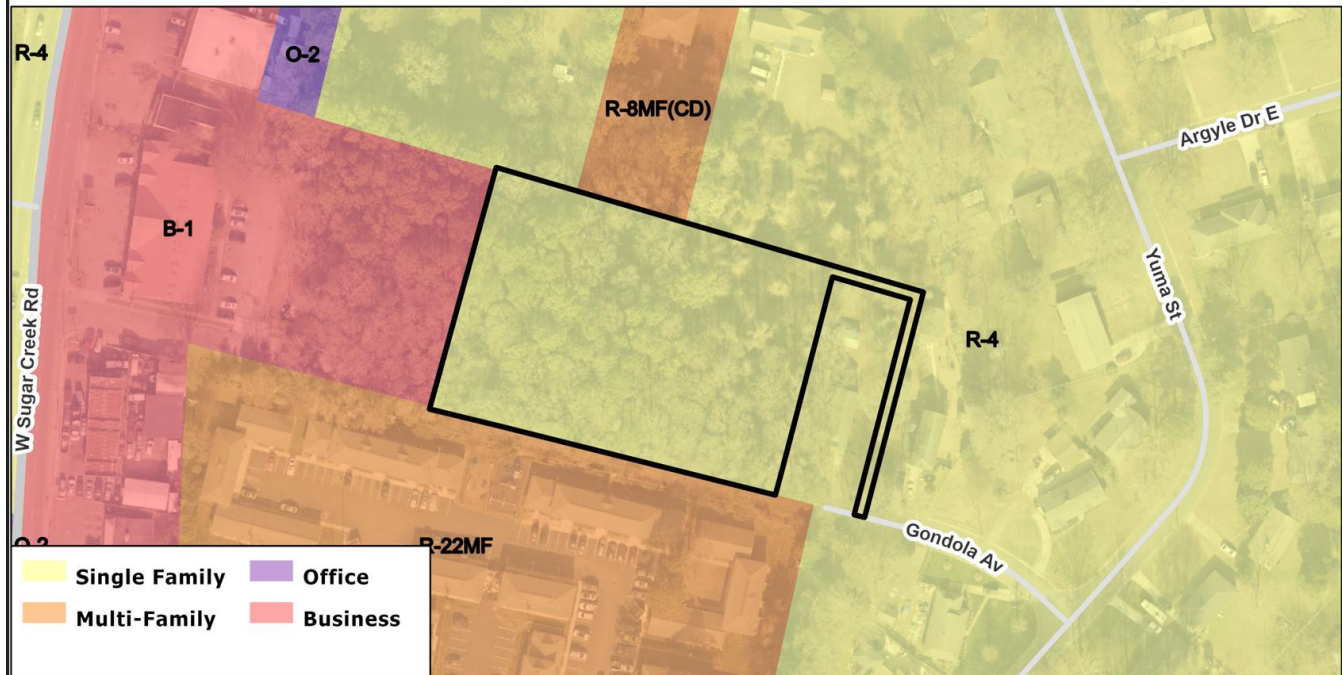 R-4
O-2
R-8MF(CD)
Argyle Dr E
B-1
Yuma St
W Sugar Creek Rd
R-4
Gondola Av
O-2
R-22MF
Single Family
Office
Multi-Family
Business